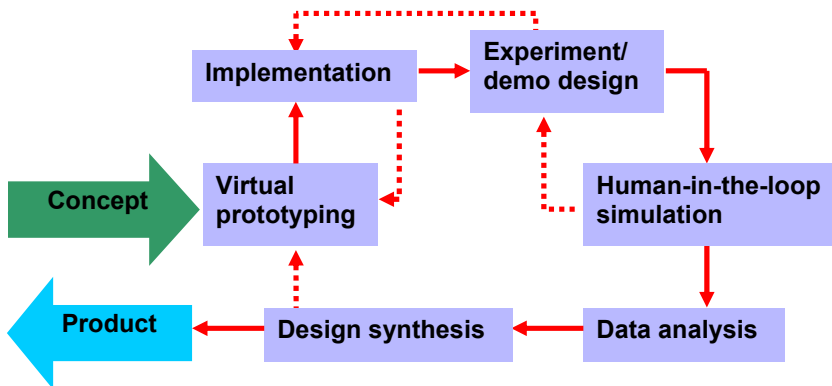 Implementation
Experiment/
demo design
Concept
Virtual
prototyping
Human-in-the-loop
simulation
Product
Design synthesis
Data analysis